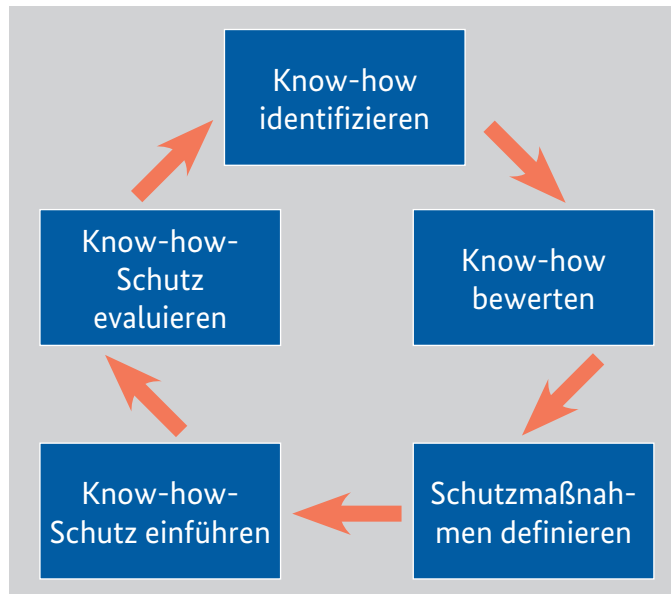 Know-how
identifizieren
Know-how
bewerten
Schutzmaßnah-
men definieren
Know-how-
Schutz einführen
Know-how-
Schutz
evaluieren